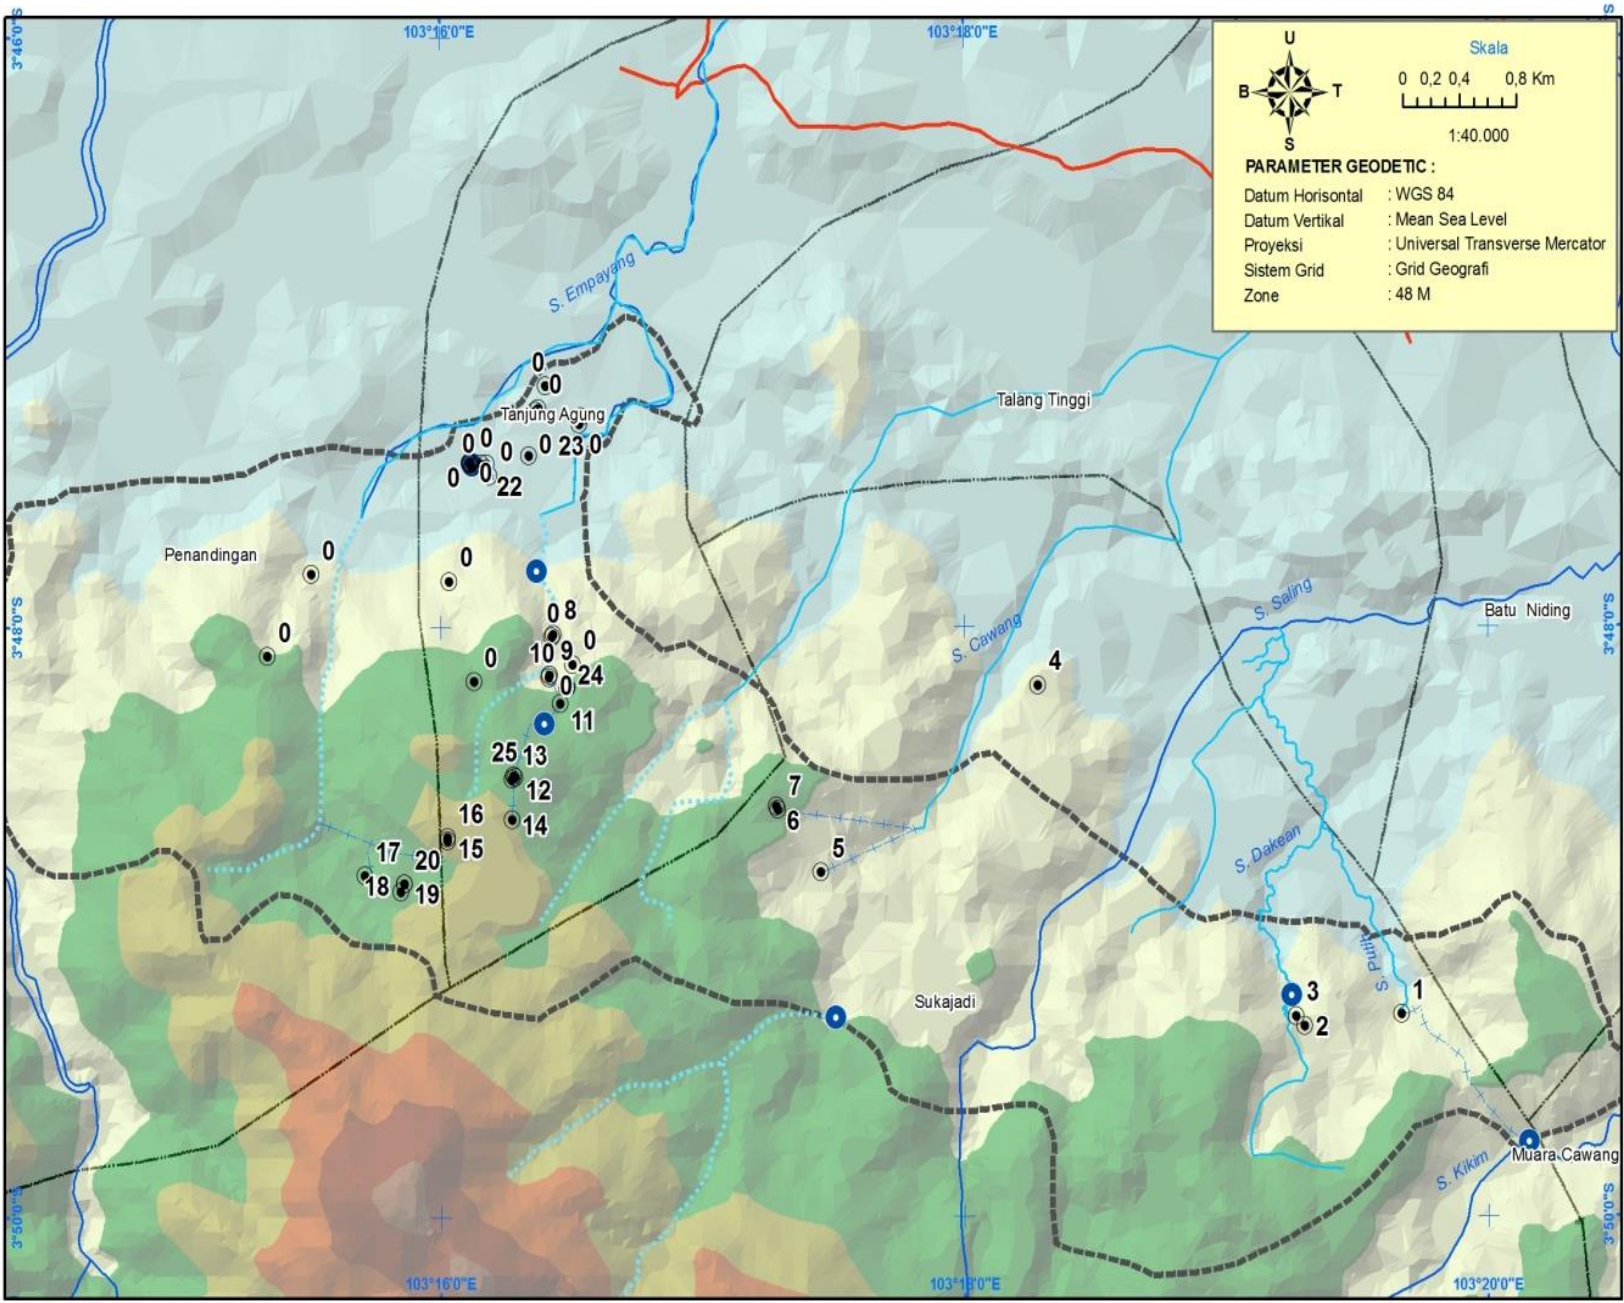 103°16'0"E
103°18'0"E
3°46'0"S
U
B
T
S
Skala
0 0,2 0,4 0,8 Km
1:40.000
PARAMETER GEODETIC :
Datum Horisontal : WGS 84
Datum Vertikal : Mean Sea Level
Proyeksi : Universal Transverse Mercator
Sistem Grid : Grid Geografi
Zone : 48 M
S. Empayang
0
0
Tanjung Agung
Talang Tinggi
0 0 0 0 23 0
0 0 22
Penandingan
0
0
S. Saling
Batu Niding
3°48'0"S
3°48'0"S
0 8
S. Cawang
0
10 9 0
0
24
4
0
11
25 13
12
7
16
14
6
15
S. Dakean
17 20
5
18 19
S. Putih
Sukajadi
3
1
2
S. Kikim
Muara Cawang
3°50'0"S
3°50'0"S
103°16'0"E
103°18'0"E
103°20'0"E